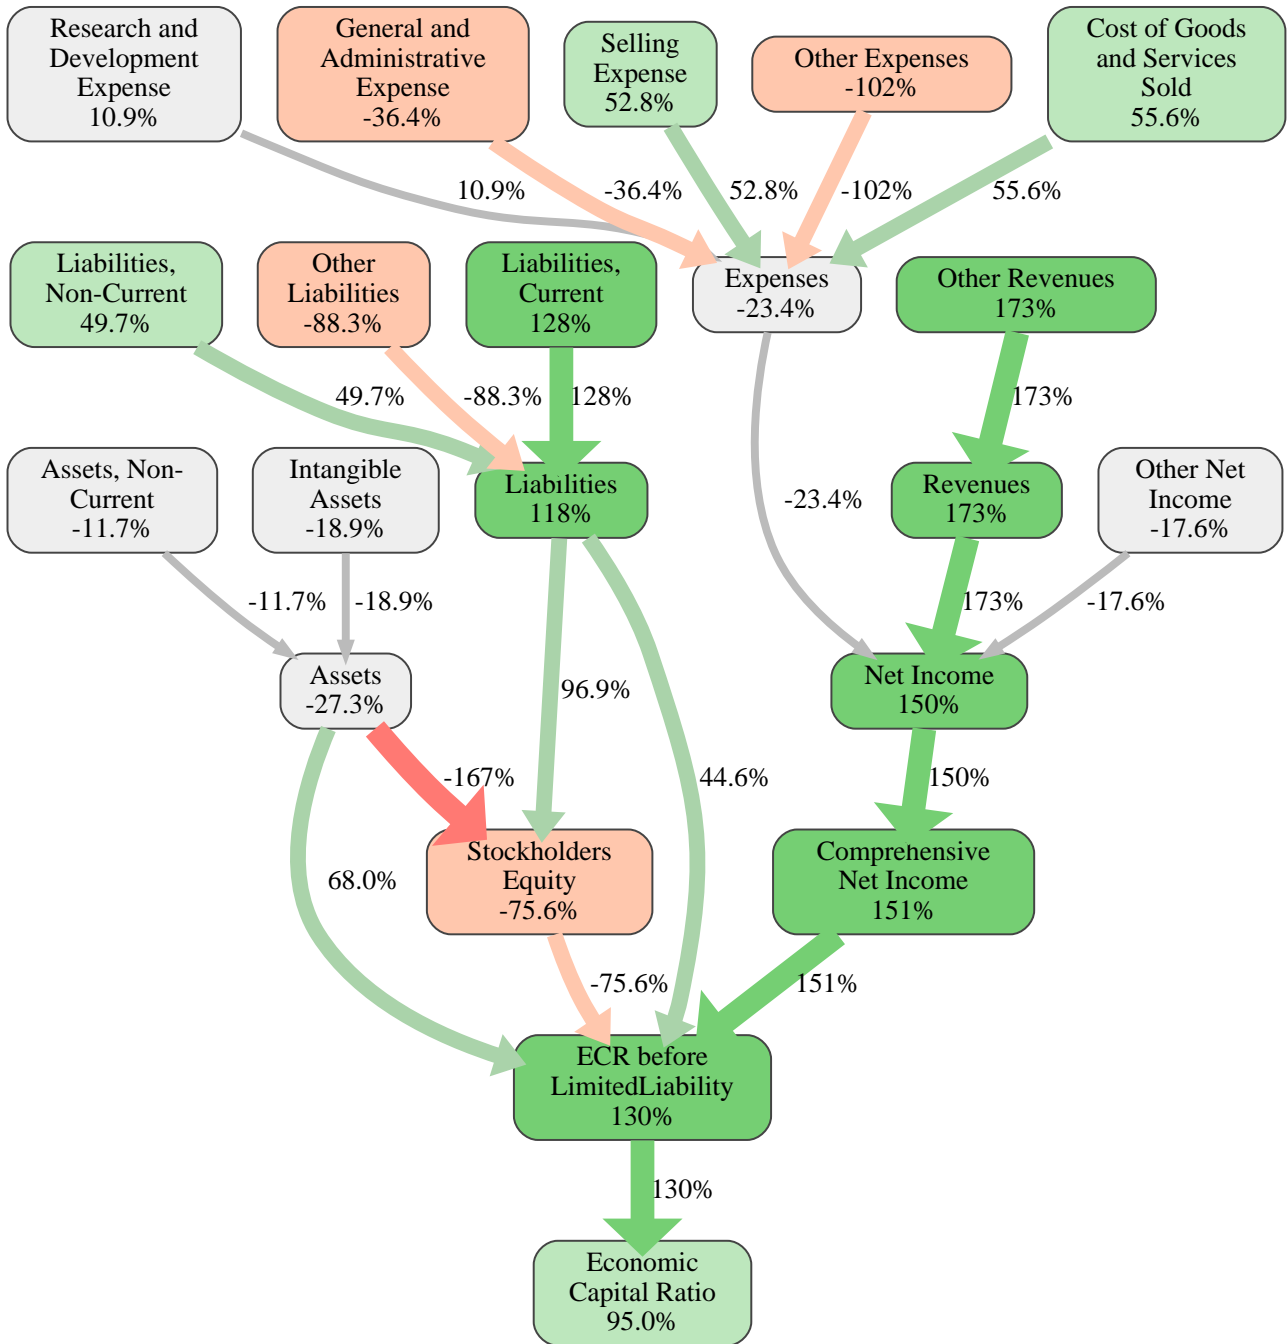 Research and
Development
Expense
10.9%
General and
Administrative
Expense
-36.4%
Selling
Expense
52.8%
Other Expenses
-102%
Cost of Goods
and Services
Sold
55.6%
10.9%
-36.4%
52.8%
-102%
55.6%
Liabilities,
Non-Current
49.7%
Other
Liabilities
-88.3%
Liabilities,
Current
128%
Expenses
-23.4%
Other Revenues
173%
49.7%
-88.3%
128%
173%
Assets, Non-
Current
-11.7%
Intangible
Assets
-18.9%
Liabilities
118%
-23.4%
Revenues
173%
Other Net
Income
-17.6%
-11.7%
-18.9%
173%
-17.6%
Assets
-27.3%
96.9%
Net Income
150%
-167%
44.6%
150%
68.0%
Stockholders
Equity
-75.6%
Comprehensive
Net Income
151%
-75.6%
151%
ECR before
LimitedLiability
130%
130%
Economic
Capital Ratio
95.0%